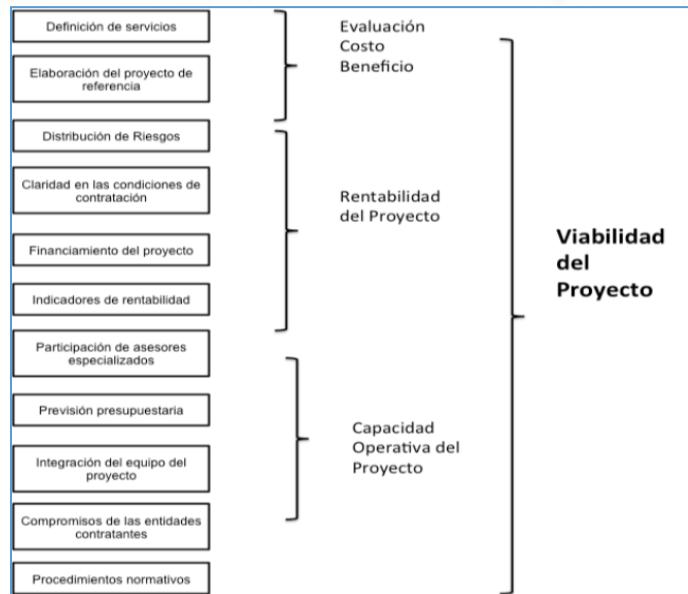 Definición de servicios
Elaboración del proyecto de
referencia
Distribución de Riesgos
Claridad en las condiciones de
contratación
Financiamiento del proyecto
Indicadores de rentabilidad
Participación de asesores
especializados
Previsión presupuestaria
Integración del equipo del
proyecto
Compromisos de las entidades
contratantes
Procedimientos normativos
Evaluación
Costo
Beneficio
Rentabilidad
del Proyecto
Capacidad
Operativa del
Proyecto
Viabilidad
del
Proyecto